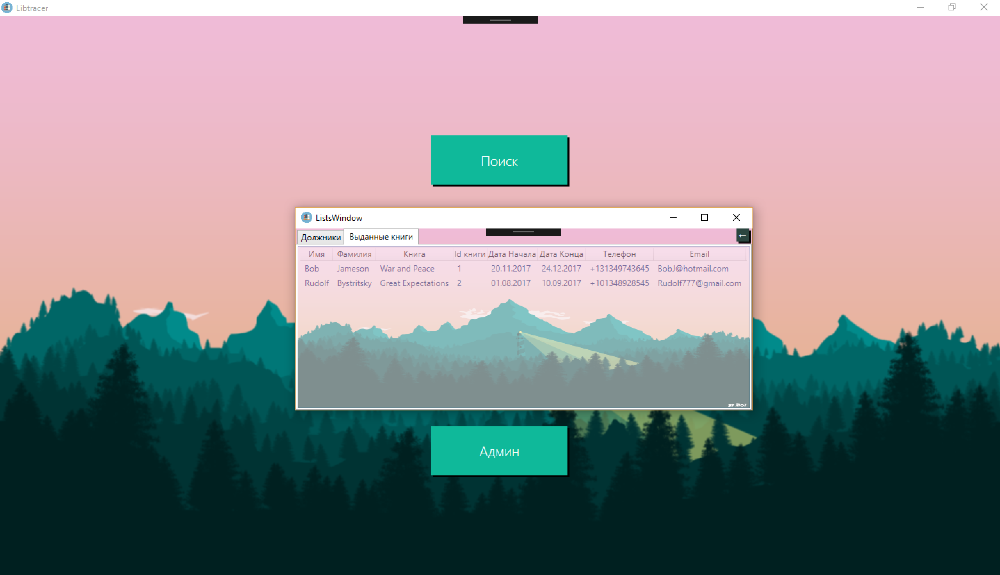 Libtracer
Поиск
ListsWindow
Должники Выданные книги ←
Имя Фамилия Книга Id книги Дата Начала Дата Конца Телефон Email
Bob Jameson War and Peace 1 20.11.2017 24.12.2017 +131349743645 BobJ@hotmail.com
Rudolf Bystritsky Great Expectations 2 01.08.2017 10.09.2017 +101348928545 Rudolf777@gmail.com
BY
Админ